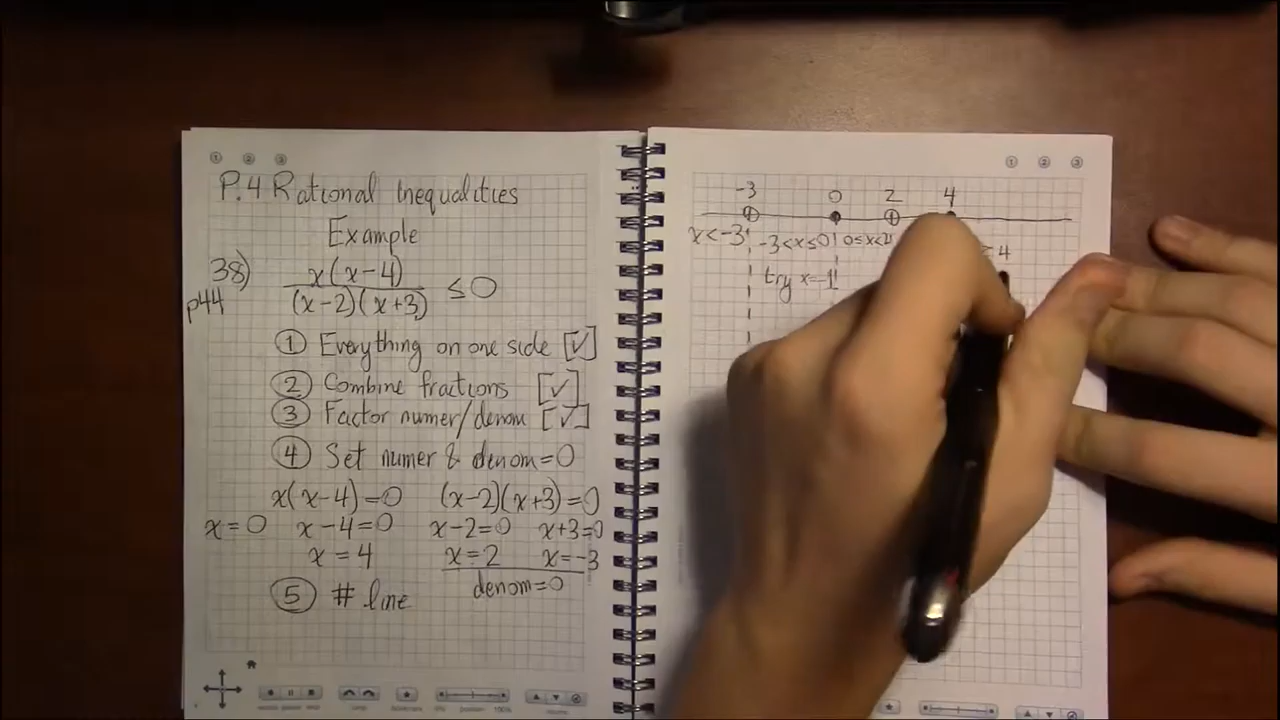 P.4 Rational Inequalities
Example
38) x(x-4)
p44 (x-2)(x+3) ≤0
① Everything on one side [✓]
② Combine fractions [✓]
③ Factor numer/denom [✓]
④ Set numer & denom=0
x(x-4)=0 (x-2)(x+3)=0
x=0 x-4=0 x-2=0 x+3=0
x=4 x=2 x=-3
denom=0
⑤ # line
-3 0 2 4
x<-3 -3<x≤0 0≤x<2 ≥4
try x=-1